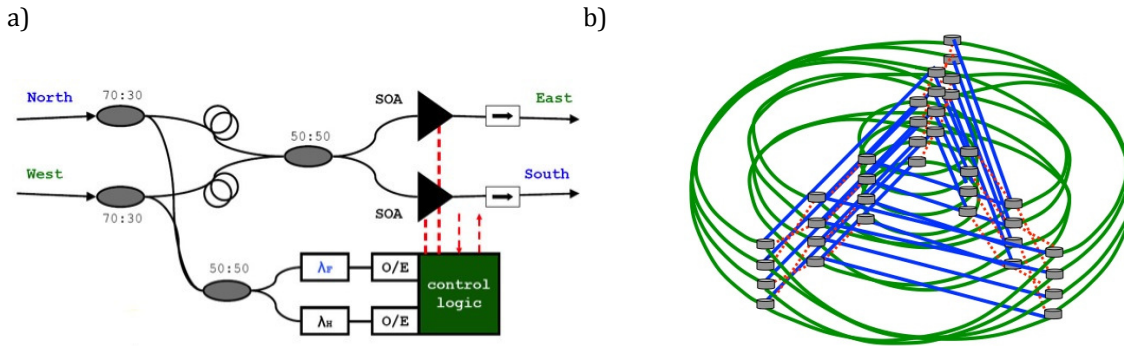 a)
b)
70:30
North
SOA
East
50:50
West
South
70:30
SOA
50:50
λF
O/E
control
logic
λH
O/E